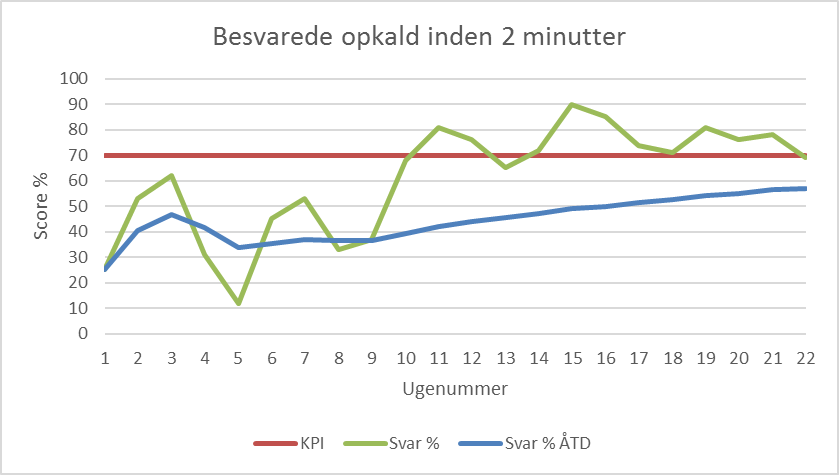 Besvarede opkald inden 2 minutter
100
90
80
70
60
50
40
30
20
10
0
Score %
1 2 3 4 5 6 7 8 9 10 11 12 13 14 15 16 17 18 19 20 21 22
Ugenummer
KPI Svar % Svar % ÅTD